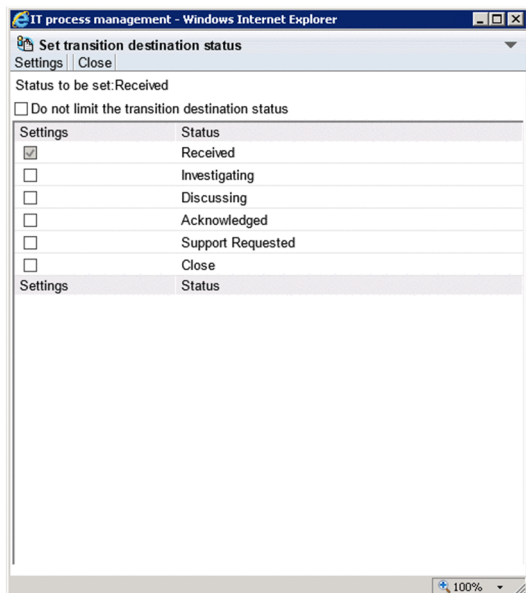 IT process management - Windows Internet Explorer
Set transition destination status
Settings Close
Status to be set:Received
Do not limit the transition destination status
Settings Status
Received
Investigating
Discussing
Acknowledged
Support Requested
Close
Settings Status
100%